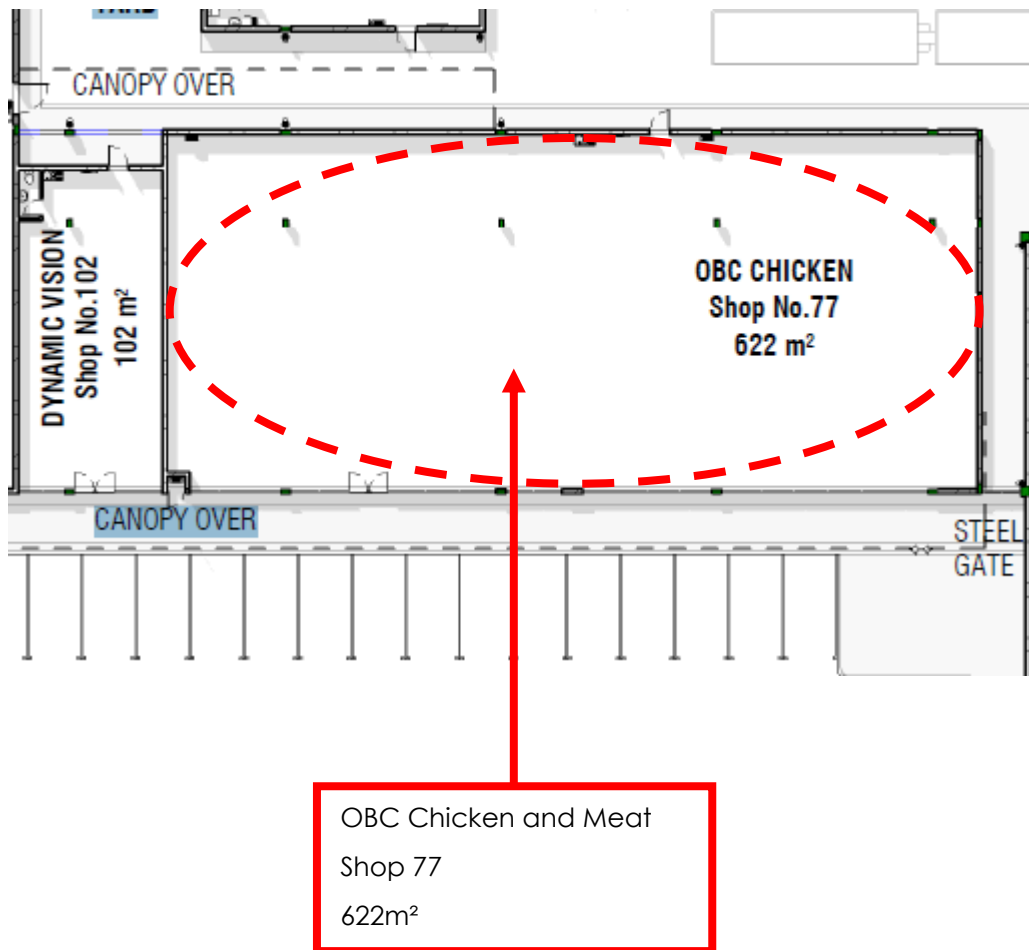 YARD
CANOPY OVER
DYNAMIC VISION
Shop No.102
102 m²
OBC CHICKEN
Shop No.77
622 m²
CANOPY OVER
STEEL
GATE
OBC Chicken and Meat
Shop 77
622m²